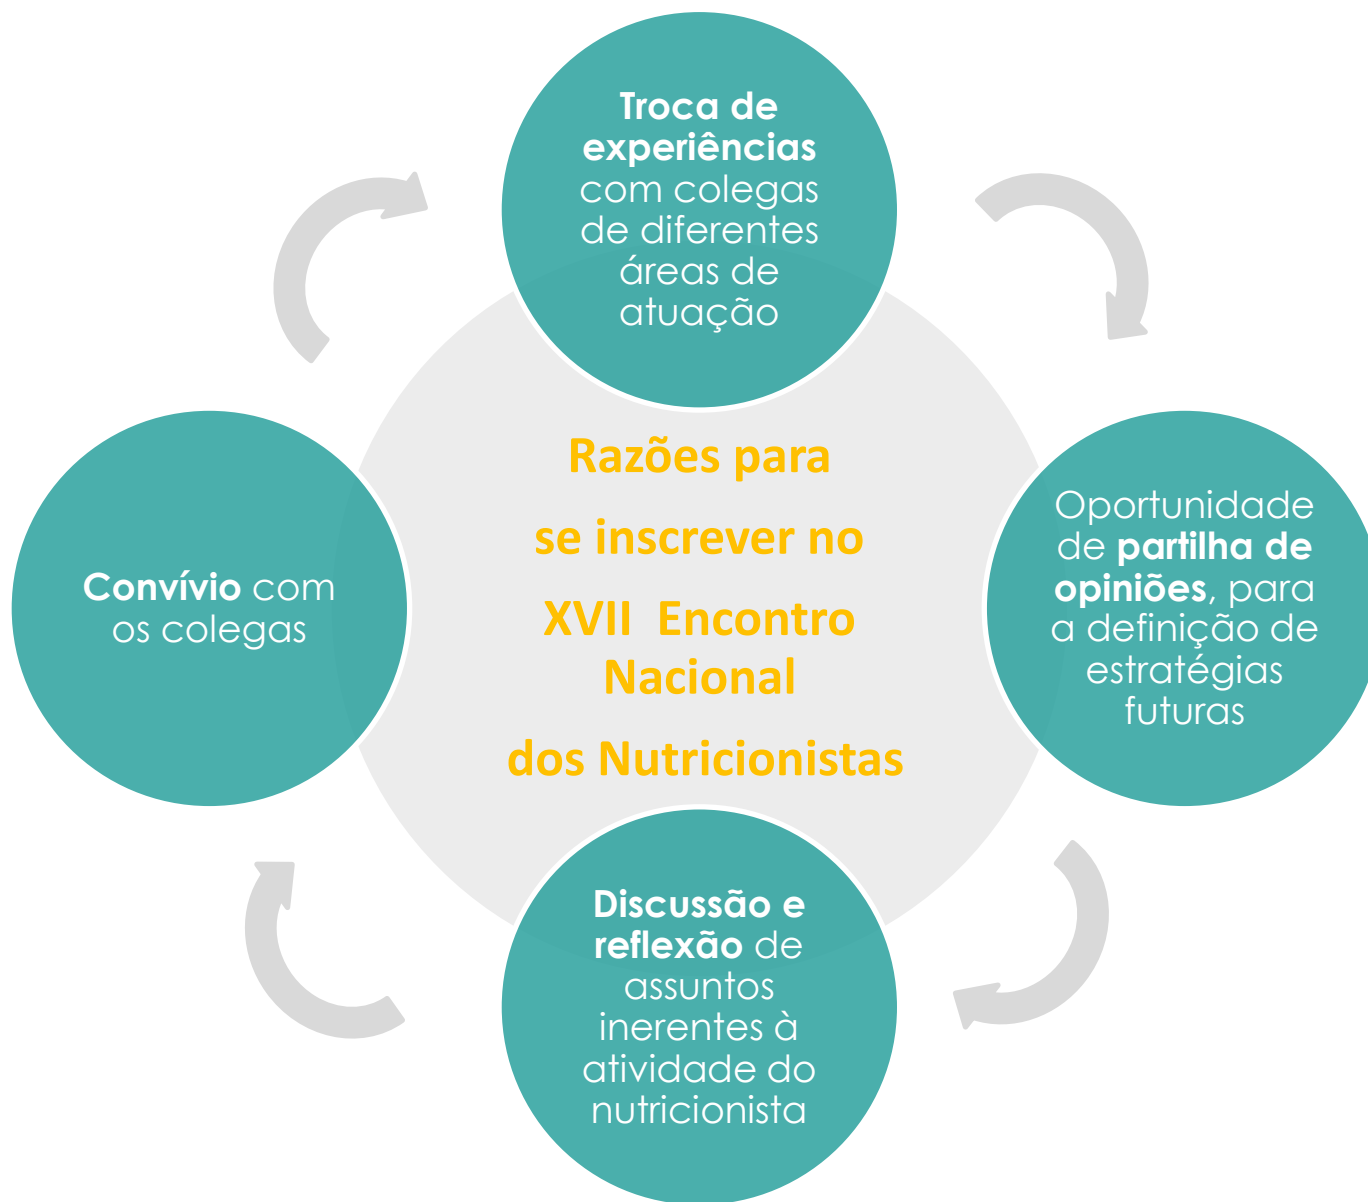 Troca de
experiências
com colegas
de diferentes
áreas de
atuação
Razões para
se inscrever no
XVII Encontro
Nacional
dos Nutricionistas
Oportunidade
de partilha de
opiniões, para
a definição de
estratégias
futuras
Discussão e
reflexão de
assuntos
inerentes à
atividade do
nutricionista
Convívio com
os colegas